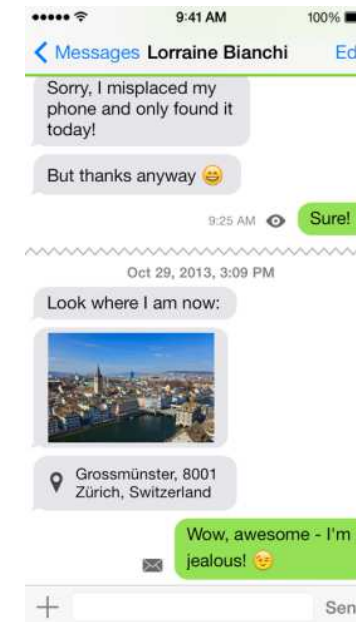 9:41 AM 100%
Messages Lorraine Bianchi Ed
Sorry, I misplaced my
phone and only found it
today!
But thanks anyway 😄
9:25 AM Sure!
Oct 29, 2013, 3:09 PM
Look where I am now:
Grossmünster, 8001
Zürich, Switzerland
Wow, awesome - I'm
jealous! 😉
Sen